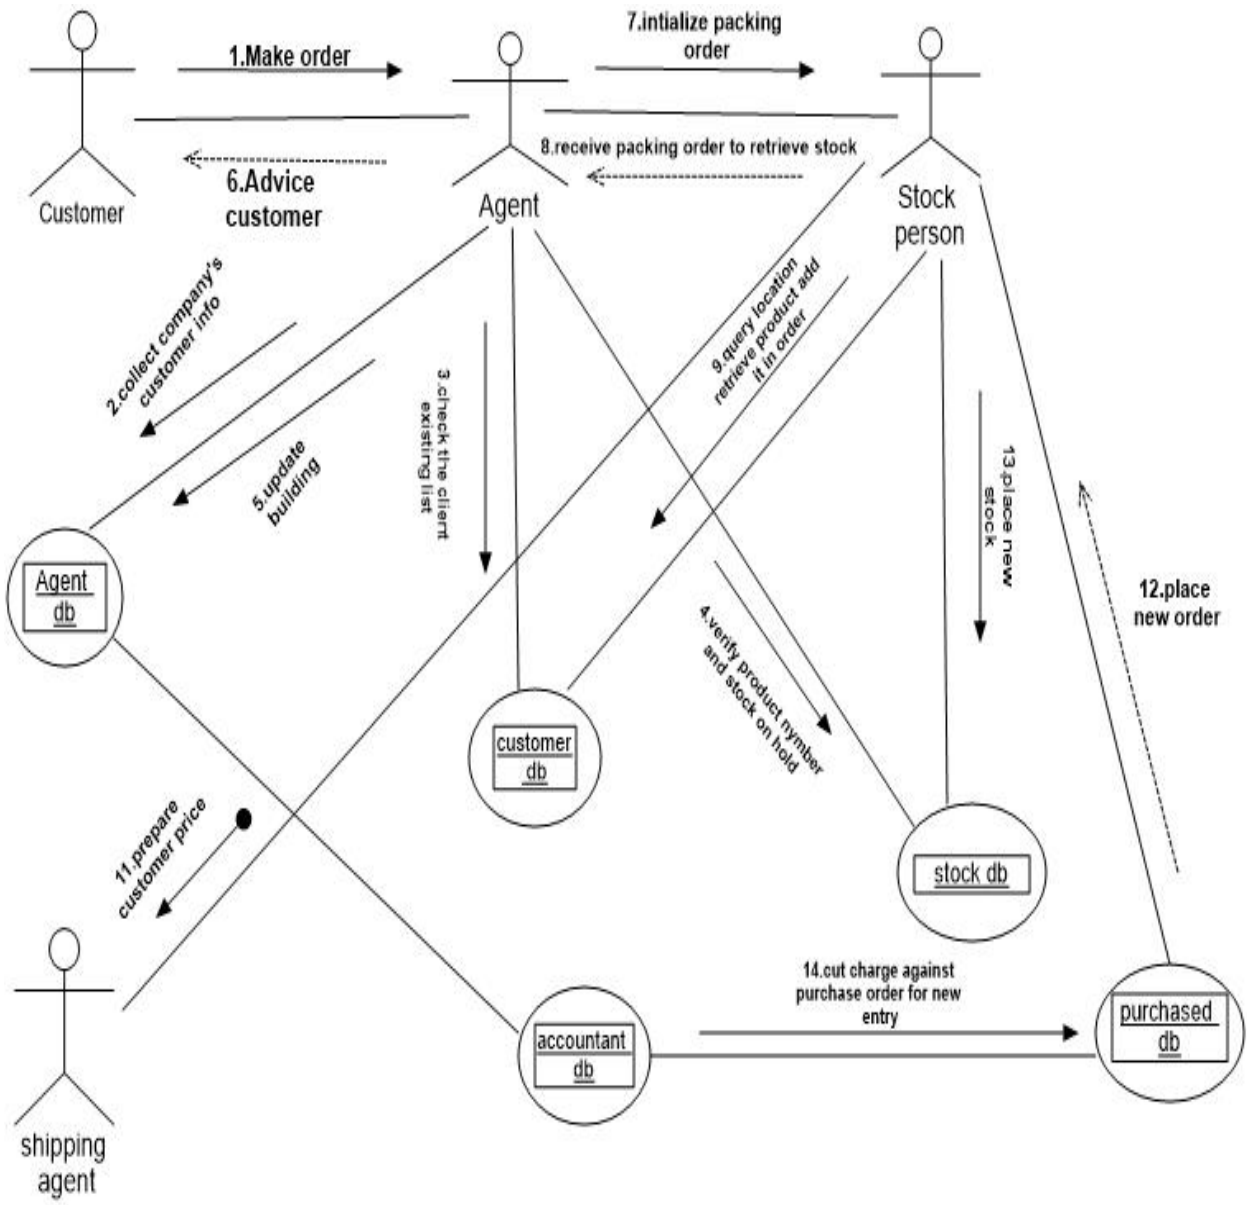 7.intialize packing
order
1.Make order
8.receive packing order to retrieve stock
6.Advice
customer
Customer
Agent
Stock
person
2.collect company's
customer info
9.query location
retrieve product add
it in order
3.check the client
existing list
5.update
building
13.place new
stock
12.place
new order
Agent
db
4.verify product nymber
and stock on hold
customer
db
11.prepare
customer price
stock db
14.cut charge against
purchase order for new
entry
purchased
db
accountant
db
shipping
agent